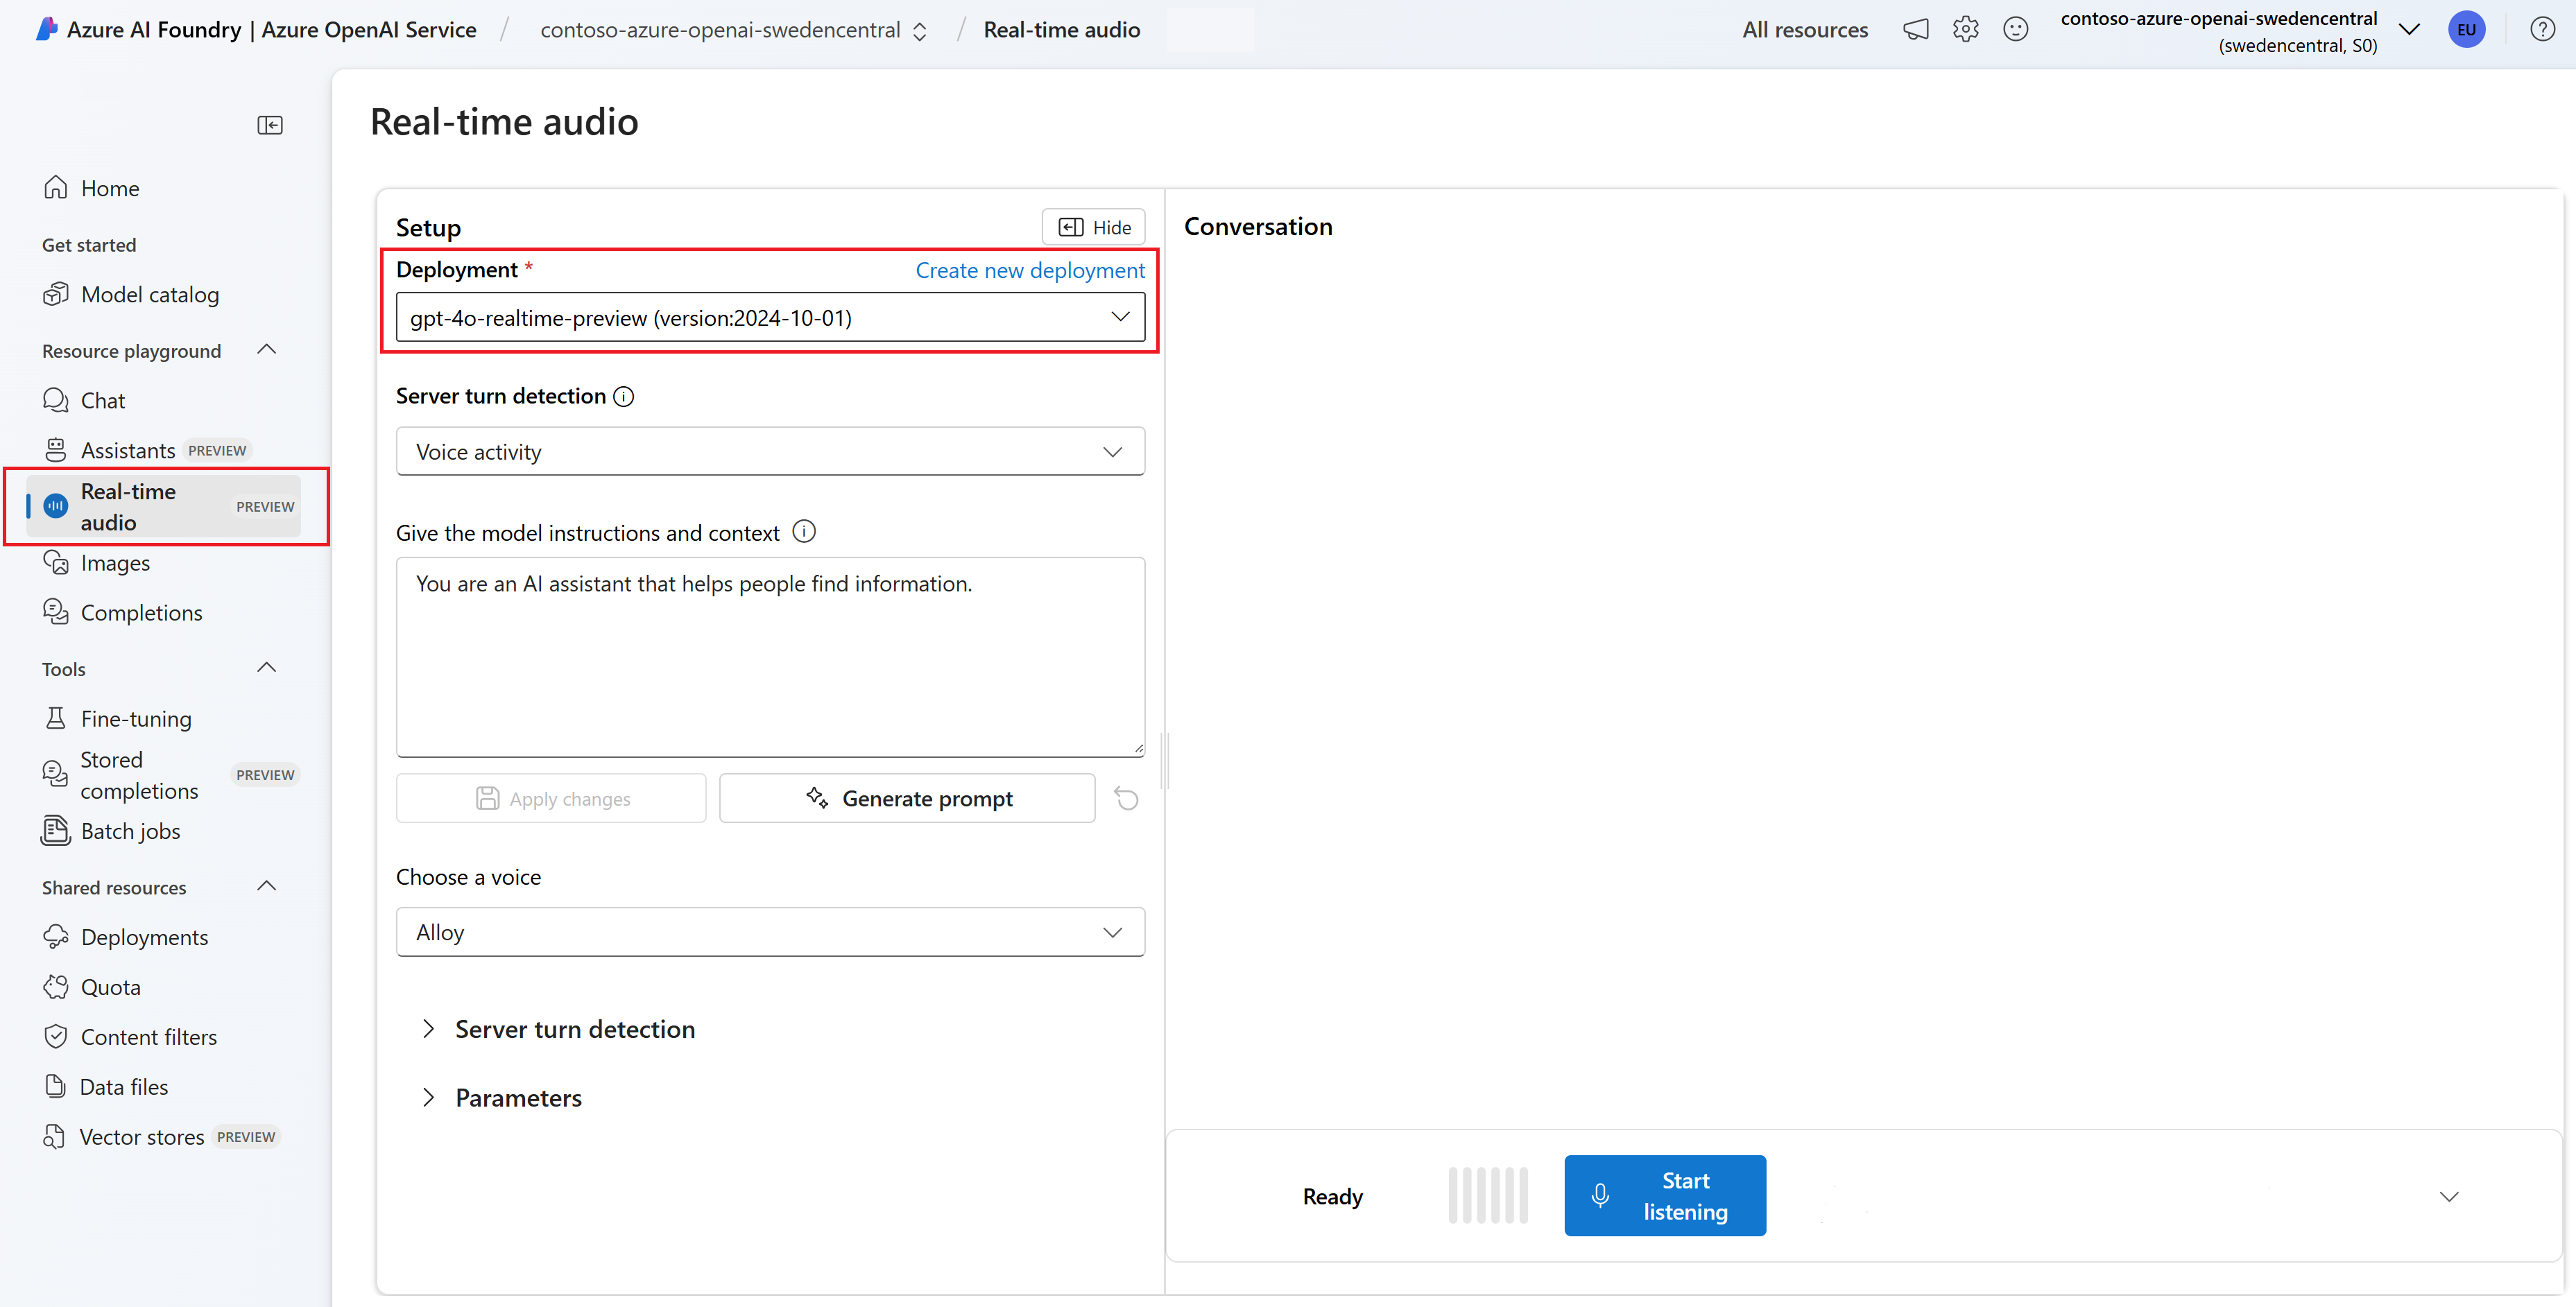 Azure AI Foundry | Azure OpenAI Service / contoso-azure-openai-swedencentral / Real-time audio
All resources
contoso-azure-openai-swedencentral
(swedencentral, S0)
EU
Home
Get started
Model catalog
Resource playground
Chat
Assistants PREVIEW
Real-time
audio
PREVIEW
Images
Completions
Tools
Fine-tuning
Stored
completions
PREVIEW
Batch jobs
Shared resources
Deployments
Quota
Content filters
Data files
Vector stores PREVIEW
Real-time audio
Setup
Hide
Deployment *
Create new deployment
gpt-4o-realtime-preview (version:2024-10-01)
Server turn detection
Voice activity
Give the model instructions and context
You are an AI assistant that helps people find information.
Apply changes
Generate prompt
Choose a voice
Alloy
Server turn detection
Parameters
Conversation
Ready
Start
listening